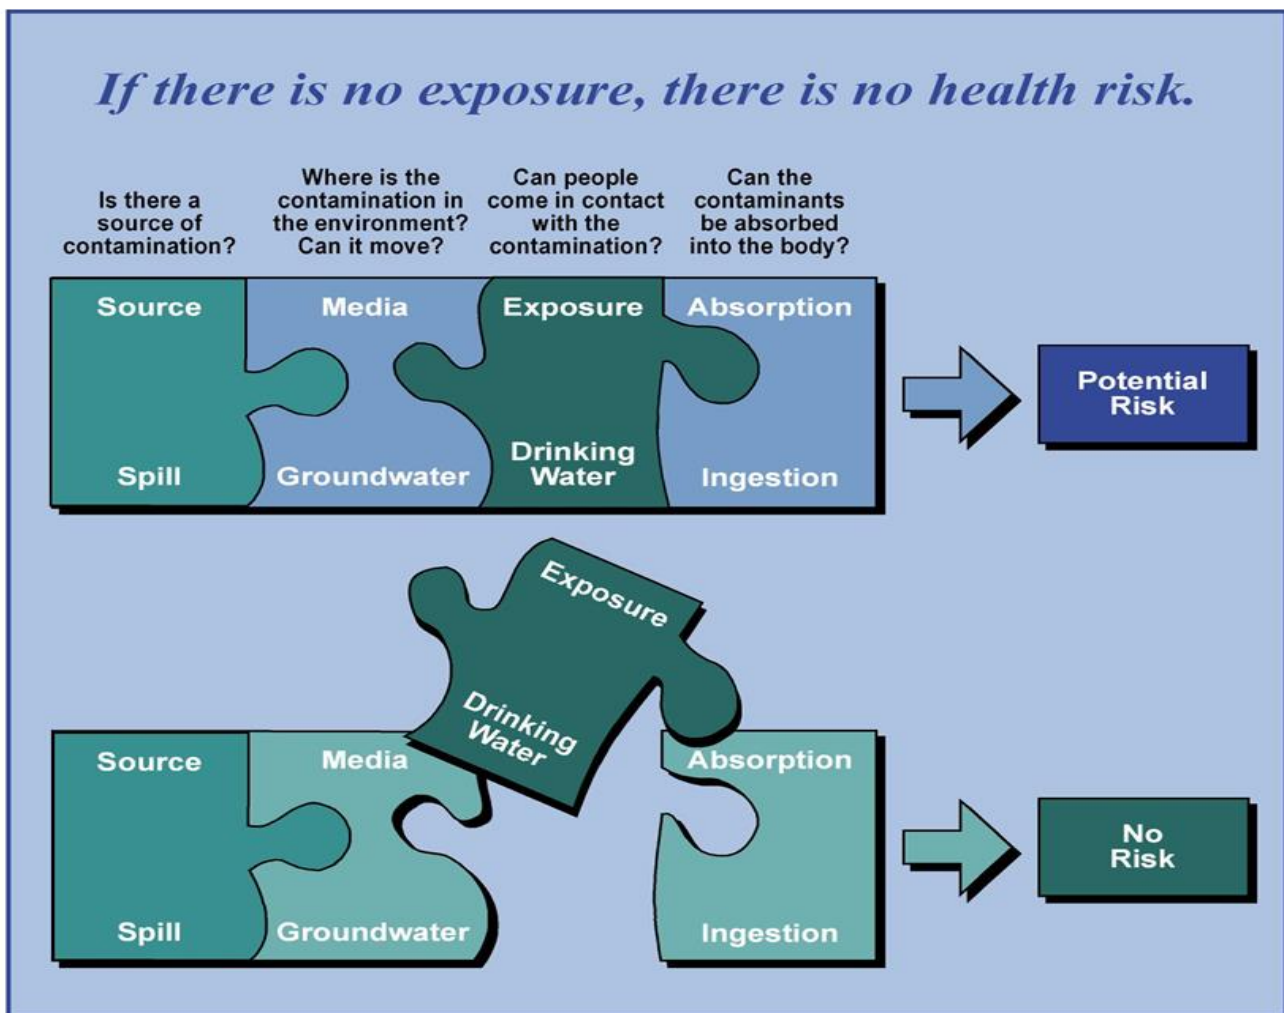 If there is no exposure, there is no health risk.
Is there a
source of
contamination?
Where is the
contamination in
the environment?
Can it move?
Can people
come in contact
with the
contamination?
Can the
contaminants
be absorbed
into the body?
Source
Spill
Media
Groundwater
Exposure
Drinking
Water
Absorption
Ingestion
Potential
Risk
Exposure
Drinking
Water
Source
Spill
Media
Groundwater
Absorption
Ingestion
No
Risk